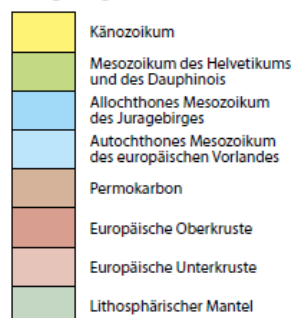 Känozoikum
Mesozoikum des Helvetikums
und des Dauphinois
Allochthones Mesozoikum
des Juragebirges
Autochthones Mesozoikum
des europäischen Vorlandes
Permokarbon
Europäische Oberkruste
Europäische Unterkruste
Lithosphärischer Mantel